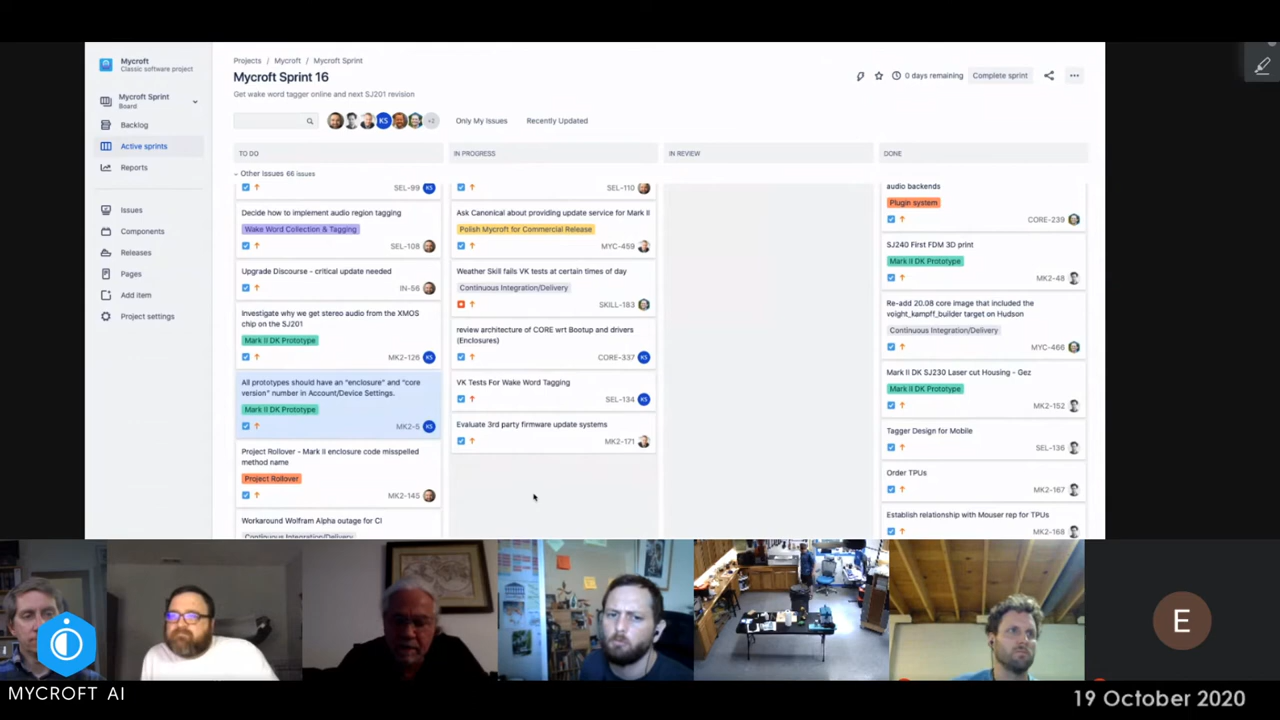 Mycroft
Classic software project
Mycroft Sprint
Board
Backlog
Active sprints
Reports
Issues
Components
Releases
Pages
Add item
Project settings
Projects / Mycroft / Mycroft Sprint
Mycroft Sprint 16
Get wake word tagger online and next SJ201 revision
0 days remaining
Complete sprint
KS
+2
Only My Issues
Recently Updated
TO DO
IN PROGRESS
IN REVIEW
DONE
Other Issues 66 issues
SEL-99
KS
Decide how to implement audio region tagging
Wake Word Collection & Tagging
SEL-108
Upgrade Discourse - critical update needed
IN-56
Investigate why we get stereo audio from the XMOS
chip on the SJ201
Mark II DK Prototype
MK2-126
KS
All prototypes should have an "enclosure" and "core
version" number in Account/Device Settings.
Mark II DK Prototype
MK2-5
KS
Project Rollover - Mark II enclosure code misspelled
method name
Project Rollover
MK2-145
Workaround Wolfram Alpha outage for CI
Continuous Integration/Delivery
SEL-110
Ask Canonical about providing update service for Mark II
Polish Mycroft for Commercial Release
MYC-459
Weather Skill fails VK tests at certain times of day
Continuous Integration/Delivery
SKILL-183
review architecture of CORE wrt Bootup and drivers
(Enclosures)
CORE-337
KS
VK Tests For Wake Word Tagging
SEL-134
KS
Evaluate 3rd party firmware update systems
MK2-171
audio backends
Plugin system
CORE-239
SJ240 First FDM 3D print
Mark II DK Prototype
MK2-48
Re-add 20.08 core image that included the
voight_kampff_builder target on Hudson
Continuous Integration/Delivery
MYC-466
Mark II DK SJ230 Laser cut Housing - Gez
Mark II DK Prototype
MK2-152
Tagger Design for Mobile
SEL-136
Order TPUs
MK2-167
Establish relationship with Mouser rep for TPUs
MK2-168
E
MYCROFT AI
19 October 2020